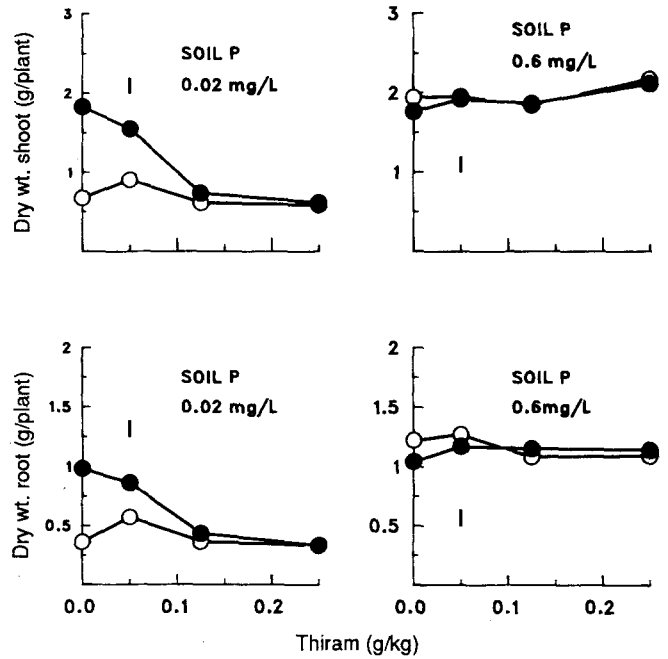 Dry wt. shoot (g/plant)
3
2
1
SOIL P
0.02 mg/L
3
2
1
SOIL P
0.6 mg/L
Dry wt. root (g/plant)
2
1.5
1
0.5
SOIL P
0.02 mg/L
0.0 0.1 0.2
2
1.5
1
0.5
SOIL P
0.6mg/L
0.0 0.1 0.2
Thiram (g/kg)